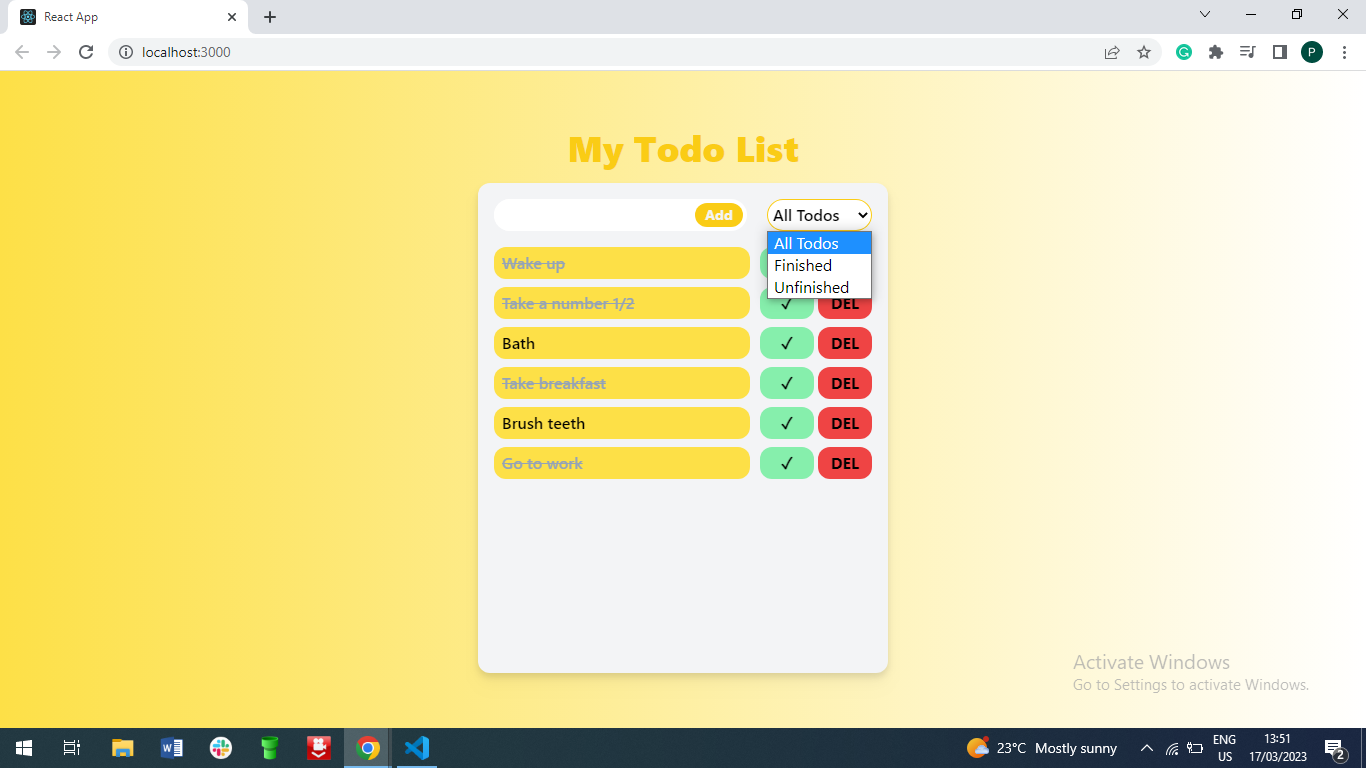 React App
localhost:3000
P
My Todo List
Add
All Todos
All Todos
Finished
Unfinished
Wake up
Take a number 1/2
✓ DEL
Bath ✓ DEL
Take breakfast ✓ DEL
Brush teeth ✓ DEL
Go to work ✓ DEL
Activate Windows
Go to Settings to activate Windows.
W
23°C Mostly sunny
ENG
US
13:51
17/03/2023
2